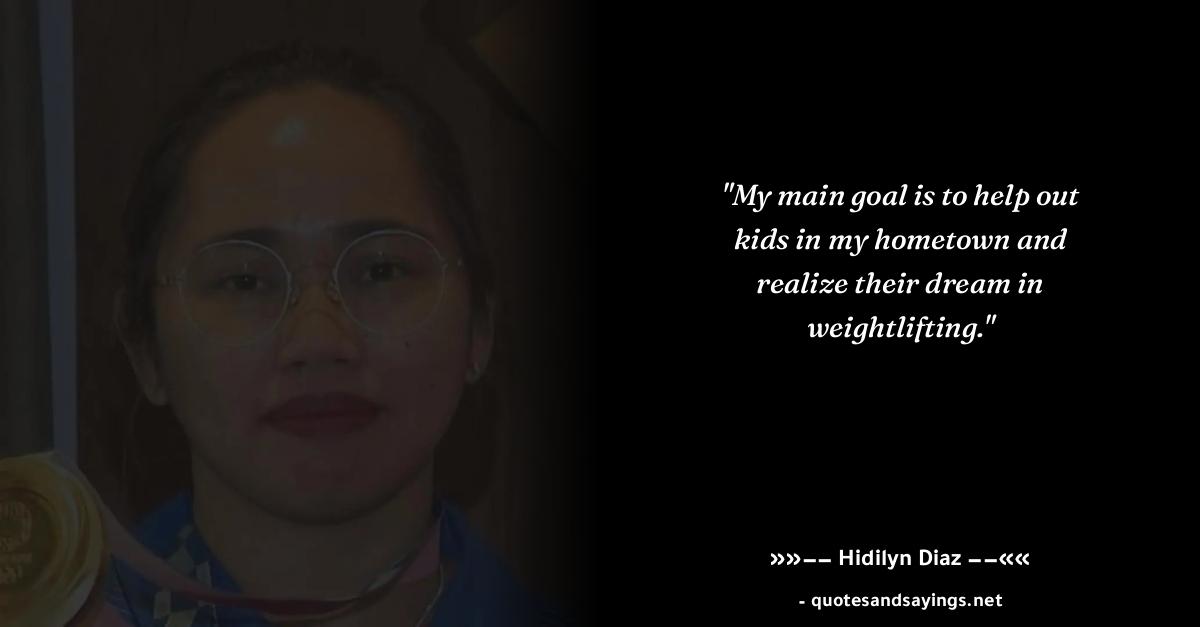 "My main goal is to help out
kids in my hometown and
realize their dream in
weightlifting."
»»−− Hidilyn Diaz −−««
- quotesandsayings.net